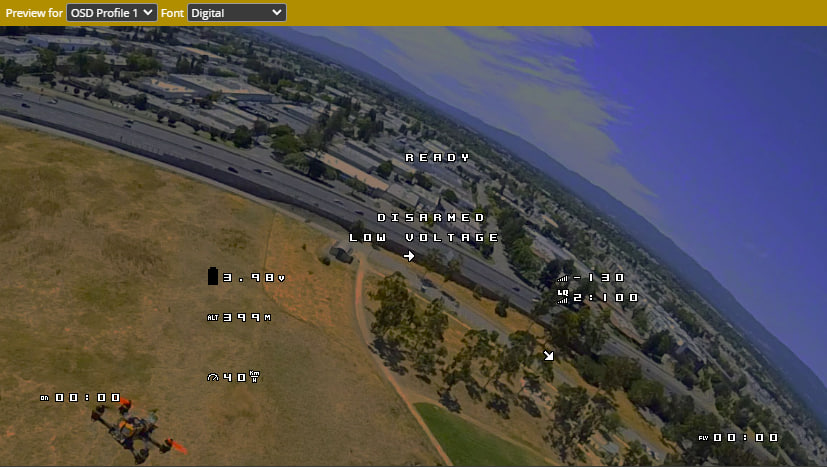 Preview for OSD Profile 1 Font Digital
READY
DISARMED
LOW VOLTAGE
3.98V
-130
LQ 2:100
ALT 399M
40 KM H
ON 00:00
FLY 00:00